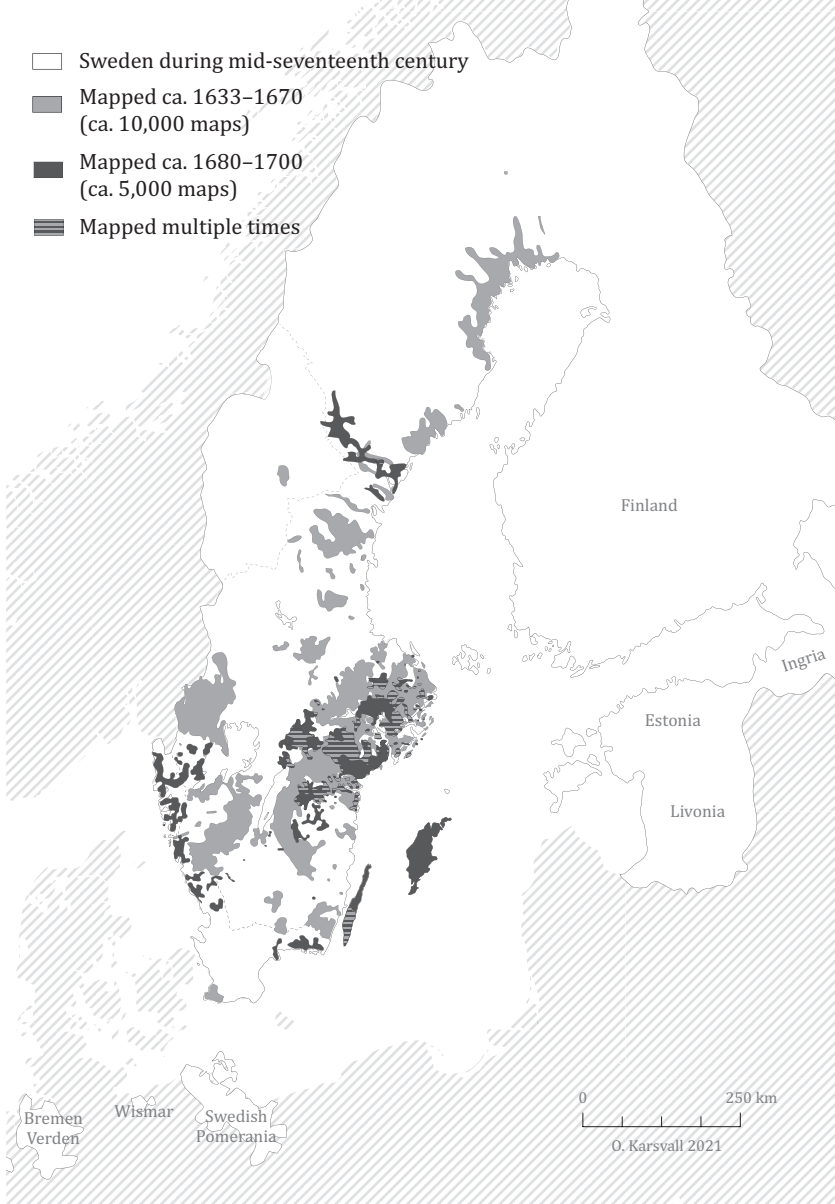 Sweden during mid-seventeenth century
Mapped ca. 1633–1670
(ca. 10,000 maps)
Mapped ca. 1680–1700
(ca. 5,000 maps)
Mapped multiple times
Finland
Ingria
Estonia
Livonia
Bremen
Verden
Wismar
Swedish
Pomerania
0 250 km
O. Karsvall 2021